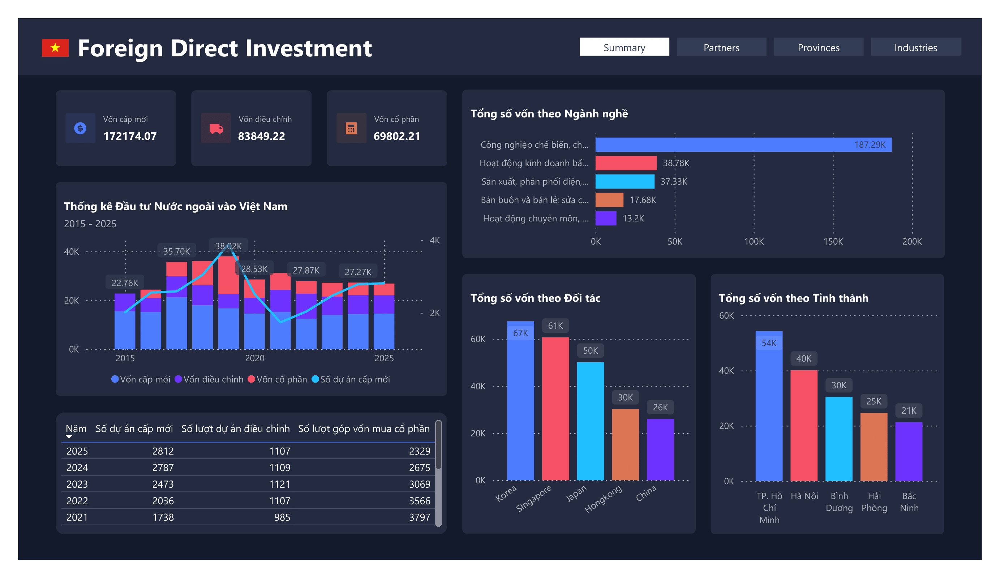 Foreign Direct Investment
Summary
Partners
Provinces
Industries
Vốn cấp mới
172174.07
Vốn điều chỉnh
83849.22
Vốn cổ phần
69802.21
Thống kê Đầu tư Nước ngoài vào Việt Nam
2015 - 2025
40K
20K
0K
4K
2K
22.76K
35.70K
38.02K
28.53K
27.87K
27.27K
2015
2020
2025
Vốn cấp mới
Vốn điều chỉnh
Vốn cổ phần
Số dự án cấp mới
Năm Số dự án cấp mới Số lượt dự án điều chỉnh Số lượt góp vốn mua cổ phần
2025 2812 1107 2329
2024 2787 1109 2675
2023 2473 1121 3069
2022 2036 1107 3566
2021 1738 985 3797
Tổng số vốn theo Ngành nghề
Công nghiệp chế biến, ch... 187.29K
Hoạt động kinh doanh bấ... 38.78K
Sản xuất, phân phối điện,... 37.33K
Bán buôn và bán lẻ; sửa c... 17.68K
Hoạt động chuyên môn, ... 13.2K
0K 50K 100K 150K 200K
Tổng số vốn theo Đối tác
60K
40K
20K
0K
67K
61K
50K
30K
26K
Korea
Singapore
Japan
Hongkong
China
Tổng số vốn theo Tỉnh thành
60K
40K
20K
0K
54K
40K
30K
25K
21K
TP. Hồ
Chí
Minh
Hà Nội
Bình
Dương
Hải
Phòng
Bắc
Ninh